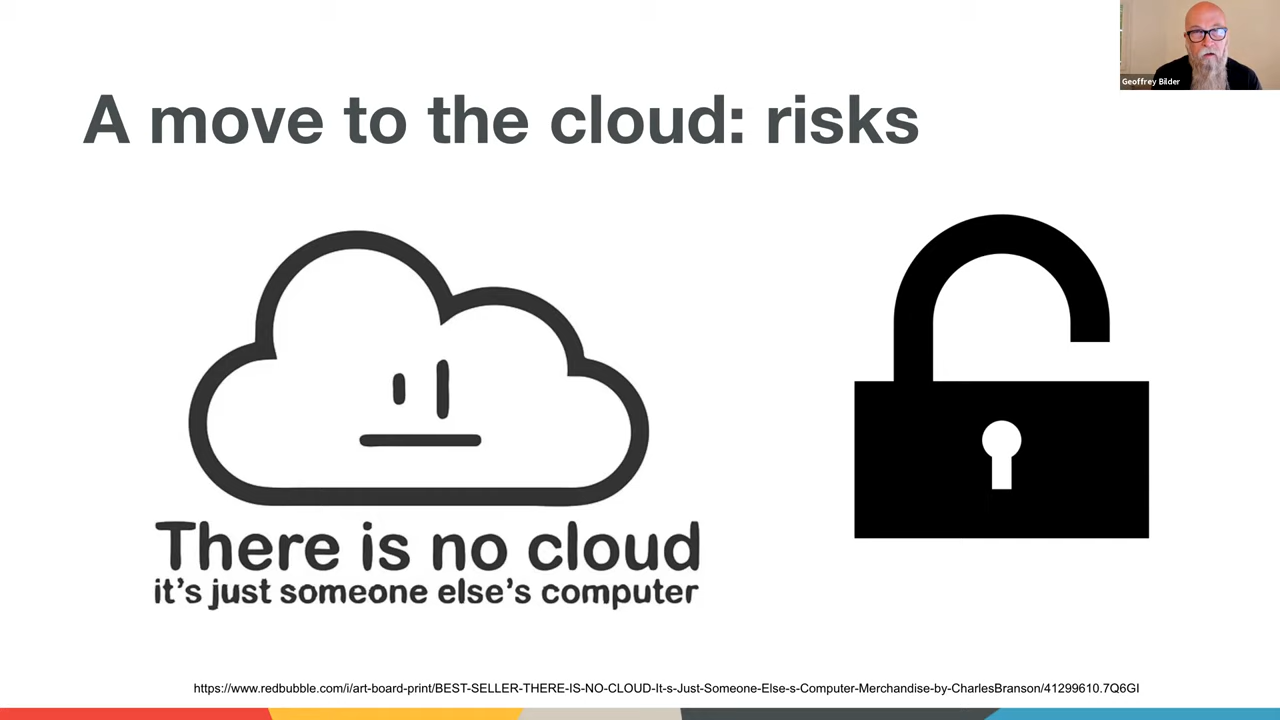 Geoffrey Bilder
A move to the cloud: risks
There is no cloud
it's just someone else's computer
https://www.redbubble.com/i/art-board-print/BEST-SELLER-THERE-IS-NO-CLOUD-It-s-Just-Someone-Else-s-Computer-Merchandise-by-CharlesBranson/41299610.7Q6GI